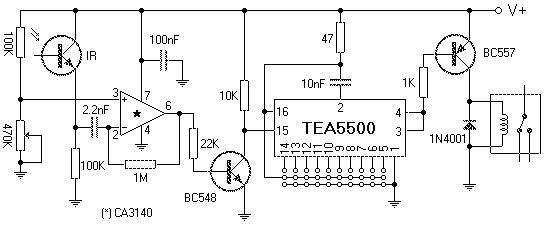 V+
100K
IR
100nF
47
BC557
10nF
1K
3
7
2.2nF
*
6
2
4
10K
2
16
15
TEA5500
4
3
1N4001
470K
22K
100K
1M
14
13
12
11
10
9
8
7
6
5
1
BC548
(*) CA3140